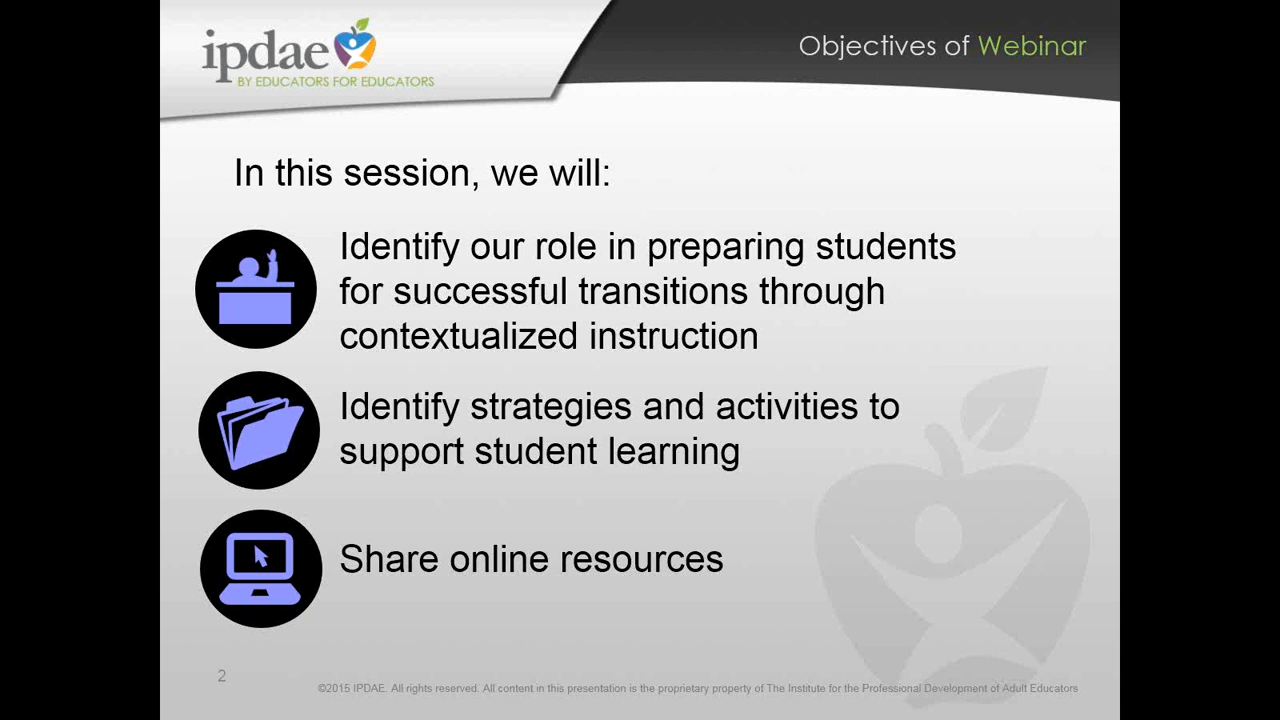 ipdae
BY EDUCATORS FOR EDUCATORS
Objectives of Webinar
In this session, we will:
Identify our role in preparing students
for successful transitions through
contextualized instruction
Identify strategies and activities to
support student learning
Share online resources
2
©2015 IPDAE. All rights reserved. All content in this presentation is the proprietary property of The Institute for the Professional Development of Adult Educators